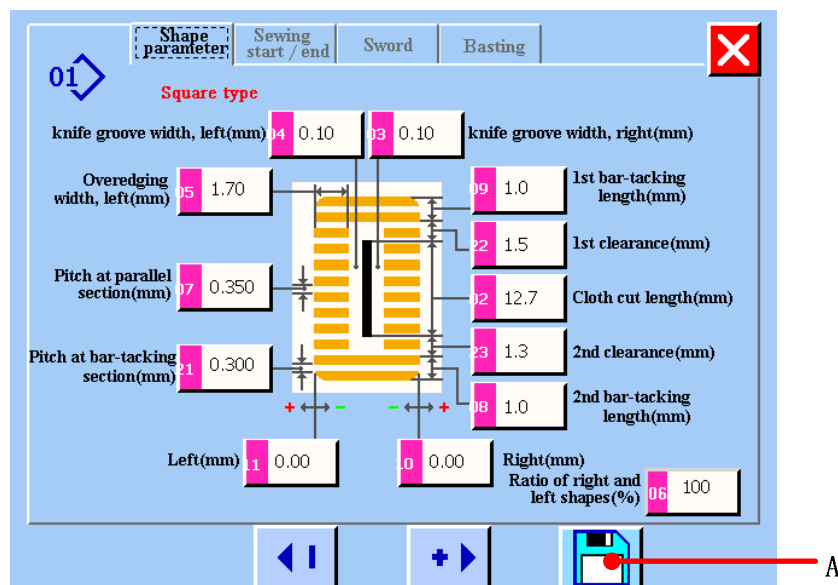 Shape parameter
Sewing start / end
Sword
Basting
01
Square type
knife groove width, left(mm) 04 0.10
03 0.10 knife groove width, right(mm)
Overedging width, left(mm) 05 1.70
09 1.0 1st bar-tacking length(mm)
22 1.5 1st clearance(mm)
Pitch at parallel section(mm) 07 0.350
02 12.7 Cloth cut length(mm)
Pitch at bar-tacking section(mm) 21 0.300
23 1.3 2nd clearance(mm)
08 1.0 2nd bar-tacking length(mm)
+ - - +
Left(mm) 11 0.00
10 0.00 Right(mm)
Ratio of right and left shapes(%) 06 100
A